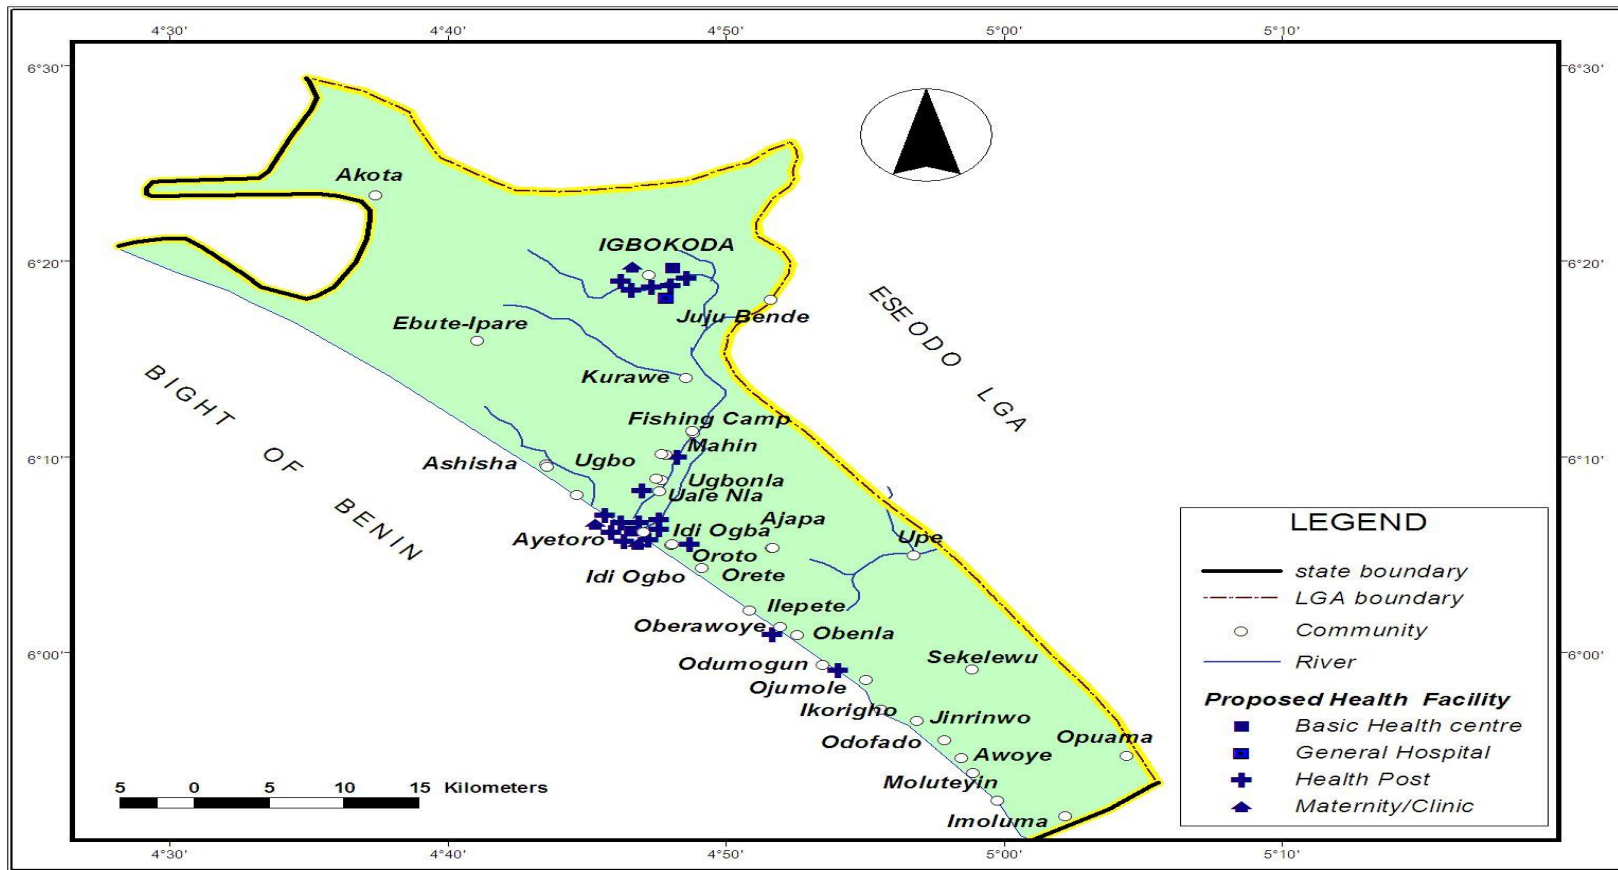 4°30' 4°40' 4°50' 5°00' 5°10'
6°30' 6°30'
Akota
IGBOKODA
6°20' 6°20'
ESEODO LGA
Juju Bende
Ebute-Ipare
BIGHT OF BENIN
Kurawe
Fishing Camp
Mahin
6°10' 6°10'
Ugbo
Ashisha
Ugbonla
Uale Nla
Ajapa
Idi Ogba
Upe
Ayetoro
Oroto
Idi Ogbo
Orete
Ilepete
Oberawoye
Obenla
6°00' 6°00'
Sekelewu
Odumogun
Ojumole
Ikorigho
Jinrinwo
Odofado
Opuama
Awoye
Moluteyin
Imoluma
LEGEND
state boundary
LGA boundary
Community
River
Proposed Health Facility
Basic Health centre
General Hospital
Health Post
Maternity/Clinic
5 0 5 10 15 Kilometers
4°30' 4°40' 4°50' 5°00' 5°10'